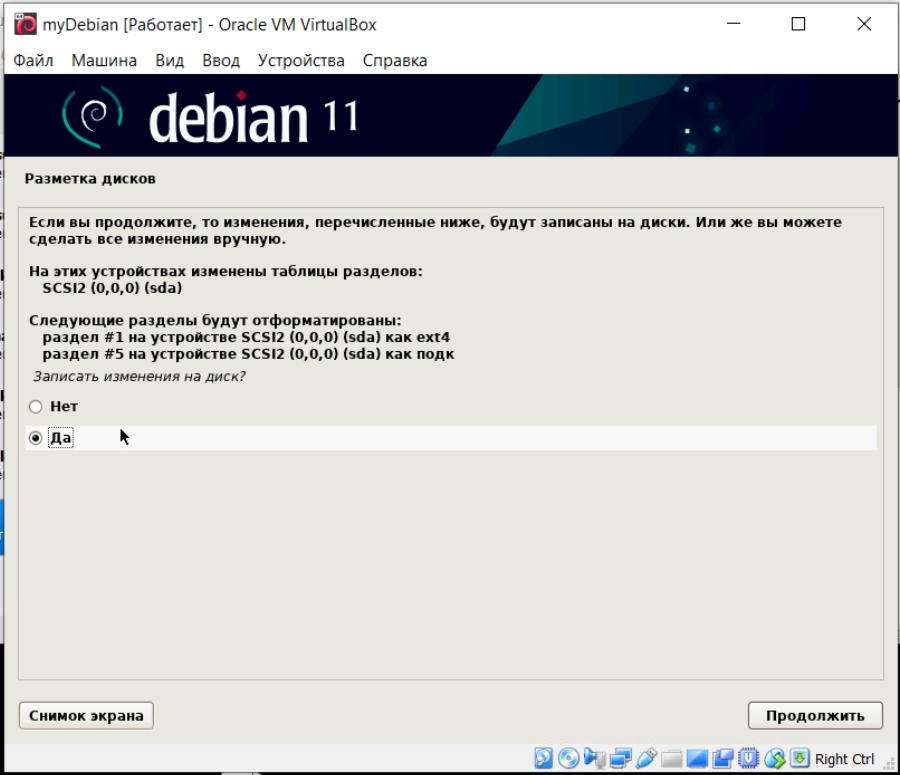 myDebian [Работает] - Oracle VM VirtualBox
Файл Машина Вид Ввод Устройства Справка
debian 11
Разметка дисков
Если вы продолжите, то изменения, перечисленные ниже, будут записаны на диски. Или же вы можете
сделать все изменения вручную.
На этих устройствах изменены таблицы разделов:
SCSI2 (0,0,0) (sda)
Следующие разделы будут отформатированы:
раздел #1 на устройстве SCSI2 (0,0,0) (sda) как ext4
раздел #5 на устройстве SCSI2 (0,0,0) (sda) как подк
Записать изменения на диск?
Нет
Да
Снимок экрана Продолжить
Right Ctrl